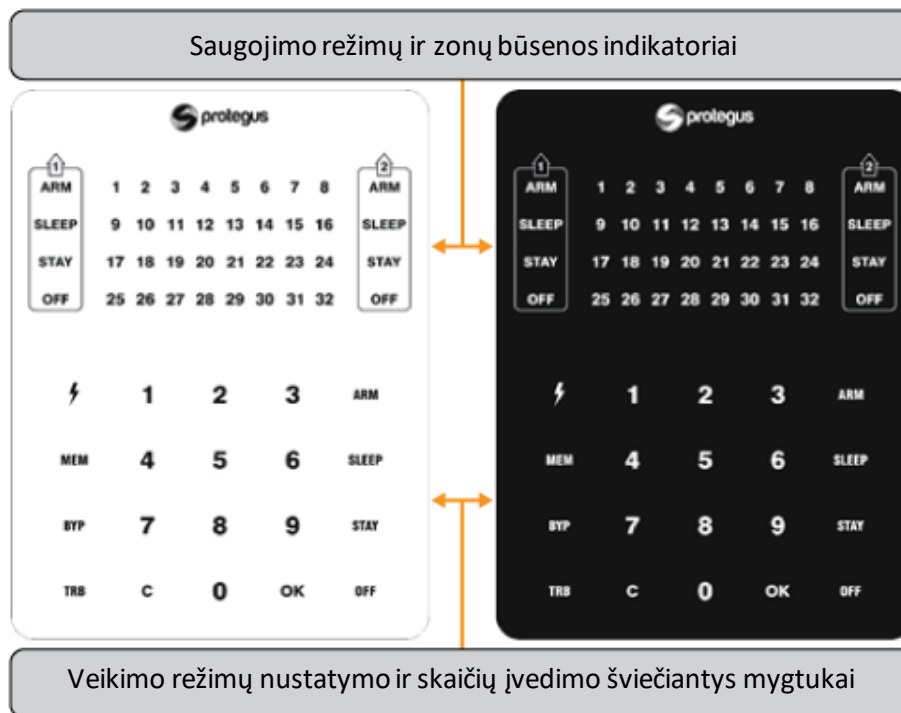 Saugojimo režimų ir zonų būsenos indikatoriai
protegus protegus
1 2 1 2
ARM 1 2 3 4 5 6 7 8 ARM ARM 1 2 3 4 5 6 7 8 ARM
SLEEP 9 10 11 12 13 14 15 16 SLEEP SLEEP 9 10 11 12 13 14 15 16 SLEEP
STAY 17 18 19 20 21 22 23 24 STAY STAY 17 18 19 20 21 22 23 24 STAY
OFF 25 26 27 28 29 30 31 32 OFF OFF 25 26 27 28 29 30 31 32 OFF
1 2 3 ARM 1 2 3 ARM
MEM 4 5 6 SLEEP MEM 4 5 6 SLEEP
BYP 7 8 9 STAY BYP 7 8 9 STAY
TRB C 0 OK OFF TRB C 0 OK OFF
Veikimo režimų nustatymo ir skaičių įvedimo šviečiantys mygtukai